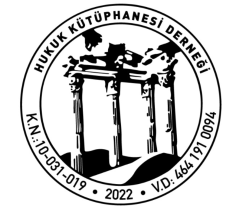 HUKUK KÜTÜPHANESİ DERNEĞİ
K.N.:10-031-019 • 2022 • V.D: 464 191 0094